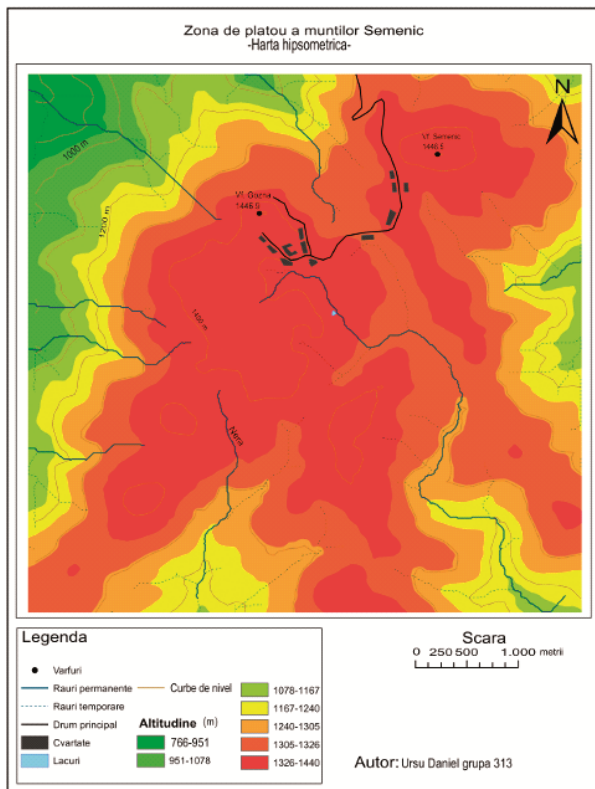 Zona de platou a muntilor Semenic
-Harta hipsometrica-
N
Vf. Semenic
1446.5
Vf. Gozna
1446.9
1000 m
1200 m
1400 m
Nera
Legenda
Varfuri
Rauri permanente
Rauri temporare
Drum principal
Cvartate
Lacuri
Curbe de nivel
Altitudine (m)
766-951
951-1078
1078-1167
1167-1240
1240-1305
1305-1326
1326-1440
Scara
0 250 500 1.000 metrii
Autor: Ursu Daniel grupa 313